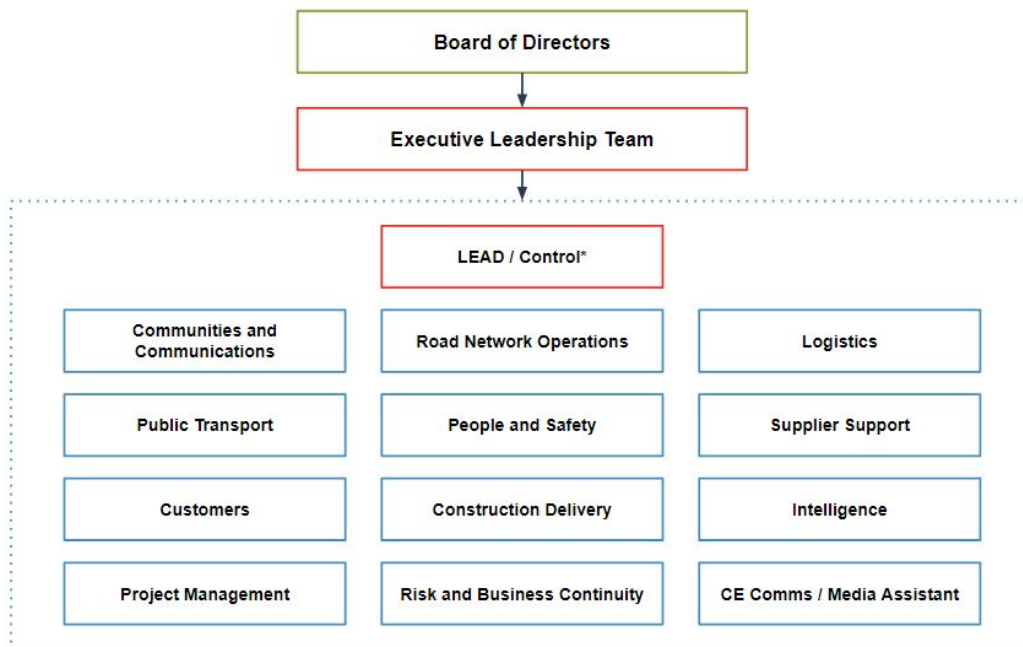 Board of Directors
Executive Leadership Team
LEAD / Control*
Communities and
Communications
Road Network Operations
Logistics
Public Transport
People and Safety
Supplier Support
Customers
Construction Delivery
Intelligence
Project Management
Risk and Business Continuity
CE Comms / Media Assistant